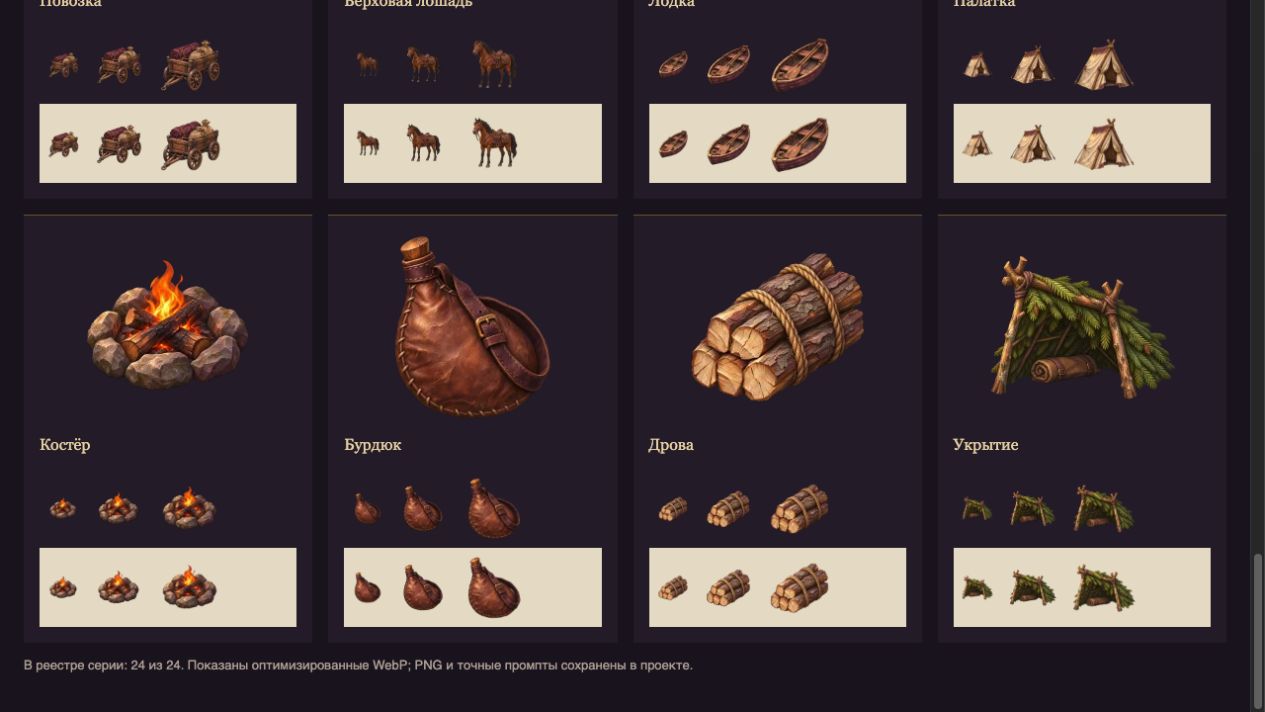 Повозка
Верховая лошадь
Лодка
Палатка
Костёр
Бурдюк
Дрова
Укрытие
В реестре серии: 24 из 24. Показаны оптимизированные WebP; PNG и точные промпты сохранены в проекте.